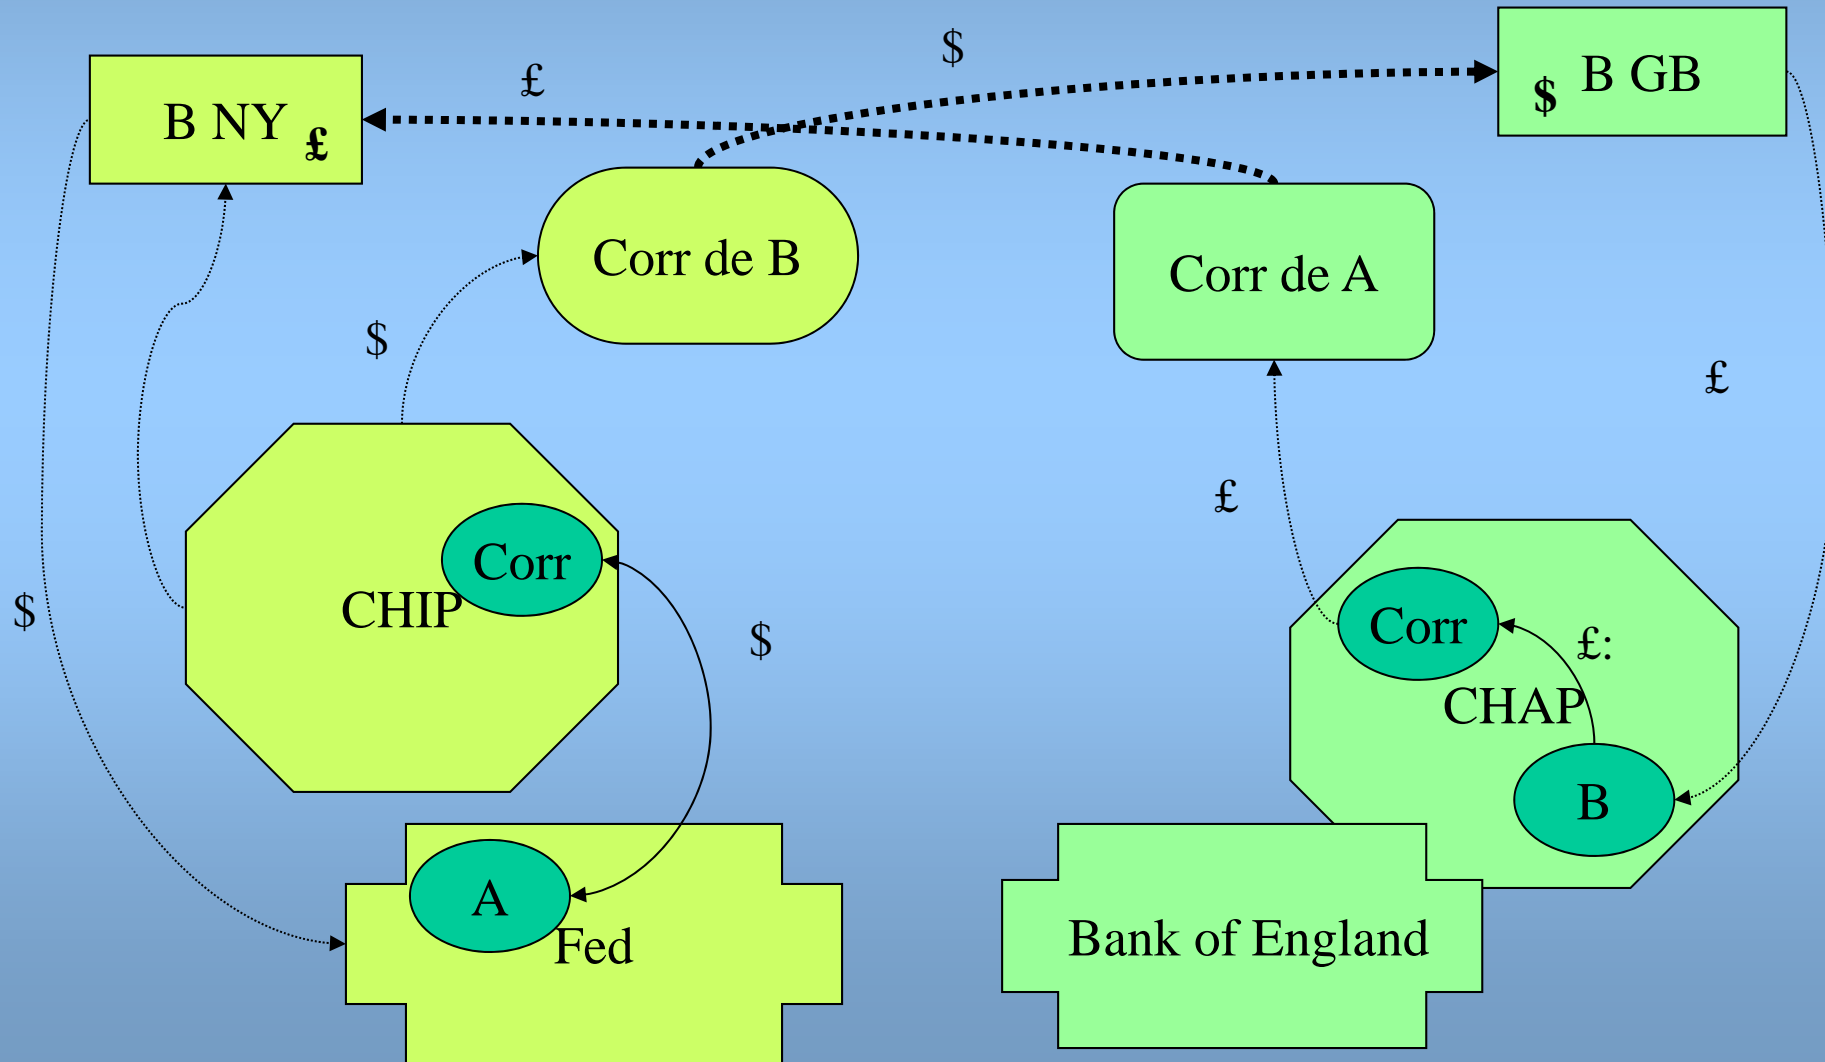 $
£
B NY
£
$ B GB
Corr de B
Corr de A
$
£
£
Corr
CHIP
$
$
Corr
£:
CHAP
B
A
Fed
Bank of England